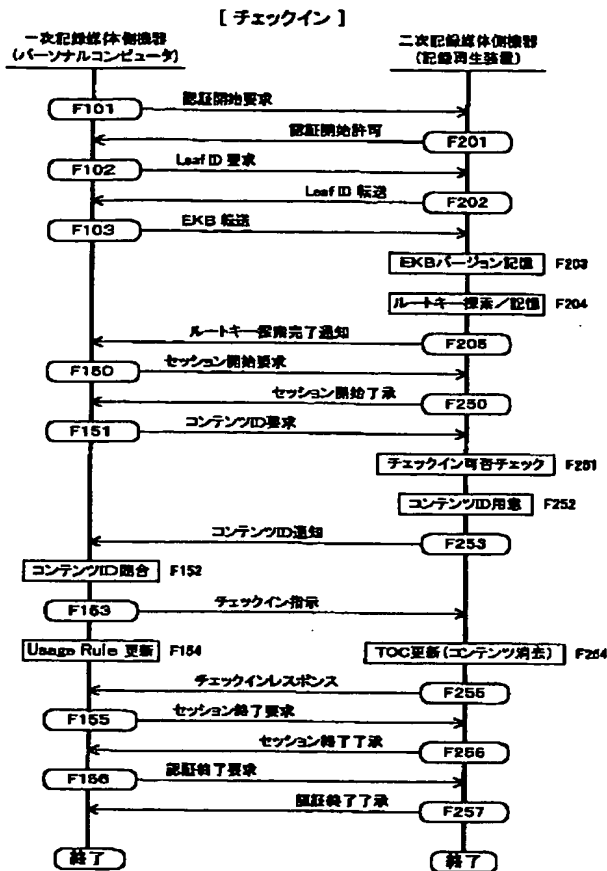 [ チェックイン ]
一次記録媒体側機器
(パーソナルコンピュータ)
二次記録媒体側機器
(記録再生装置)
認証開始要求
F101
認証開始許可
F201
Leaf ID 要求
F102
Leaf ID 転送
F202
EKB 転送
F103
EKBバージョン記憶 F203
ルートキー探索/記憶 F204
ルートキー探索完了通知
F205
セッション開始要求
F150
セッション開始了承
F250
コンテンツID要求
F151
チェックイン可否チェック F251
コンテンツID用意 F252
コンテンツID通知
F253
コンテンツID照合 F152
チェックイン指示
F153
Usage Rule 更新 F154
TOC更新(コンテンツ消去) F254
チェックインレスポンス
F255
セッション終了要求
F155
セッション終了了承
F256
認証終了要求
F156
認証終了了承
F257
終了
終了